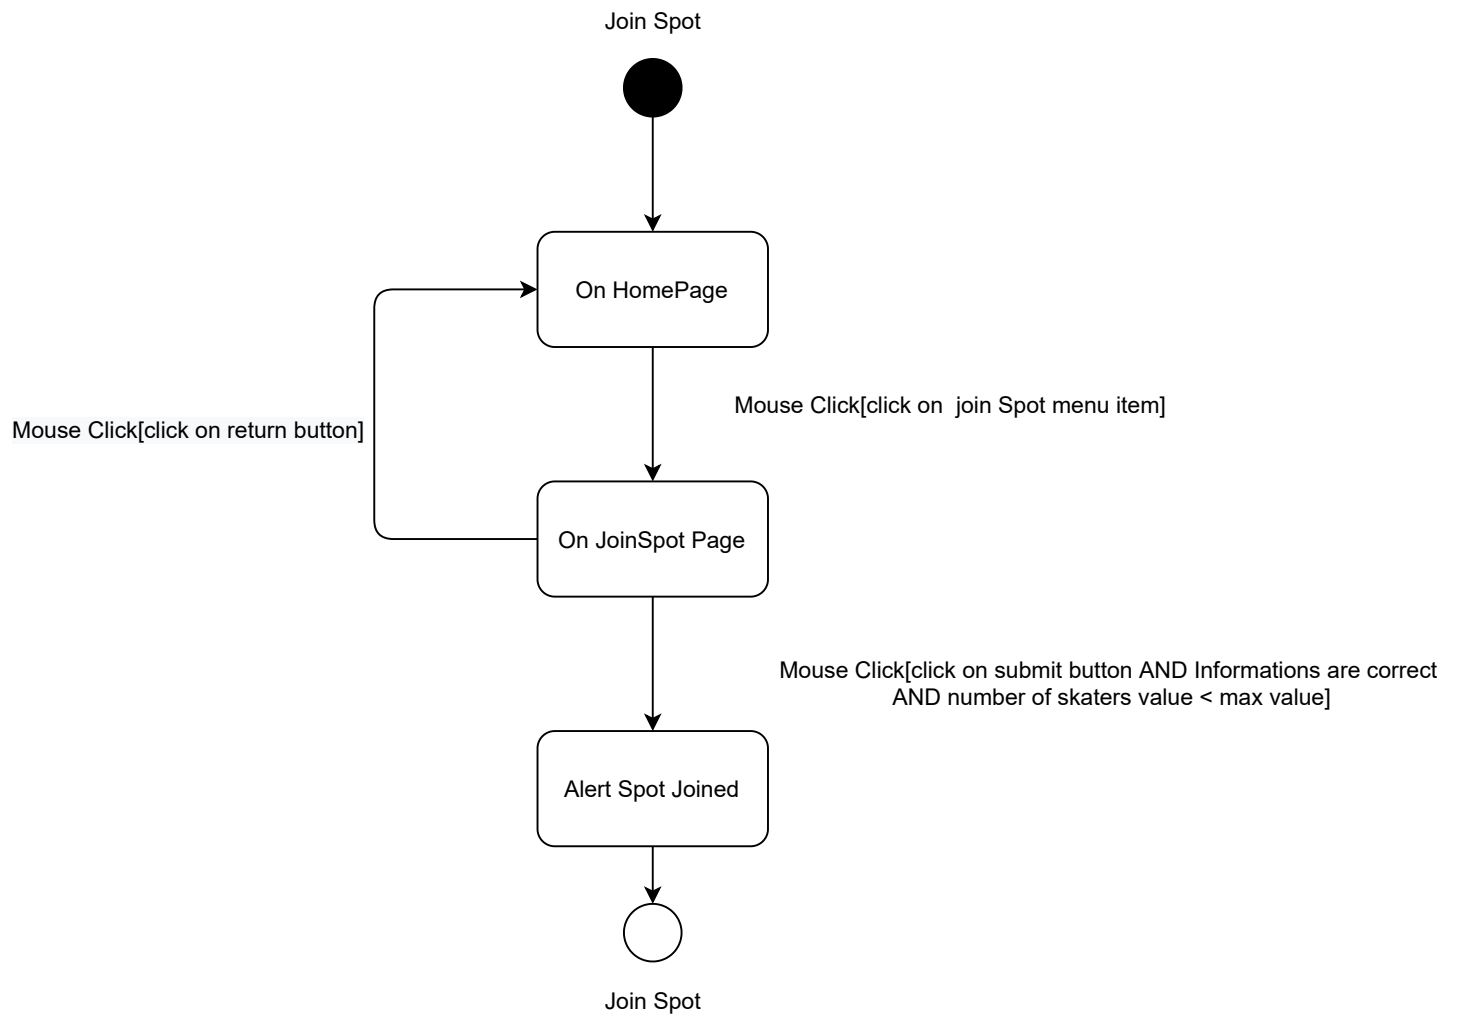 Join Spot
On HomePage
Mouse Click[click on  join Spot menu item]
Mouse Click[click on return button]
On JoinSpot Page
Mouse Click[click on submit button AND Informations are correct
AND number of skaters value < max value]
Alert Spot Joined
Join Spot